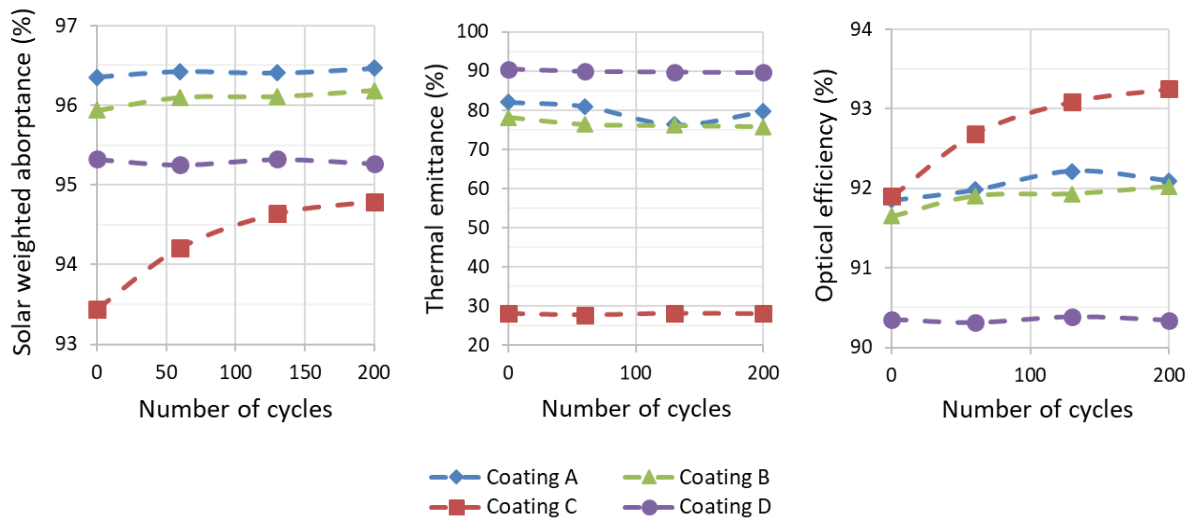 Solar weighted aborptance (%)
97
96
95
94
93
0 50 100 150 200
Number of cycles
Thermal emittance (%)
100
90
80
70
60
50
40
30
20
0 100 200
Number of cycles
Optical efficiency (%)
94
93
92
91
90
0 100 200
Number of cycles
Coating A Coating B
Coating C Coating D